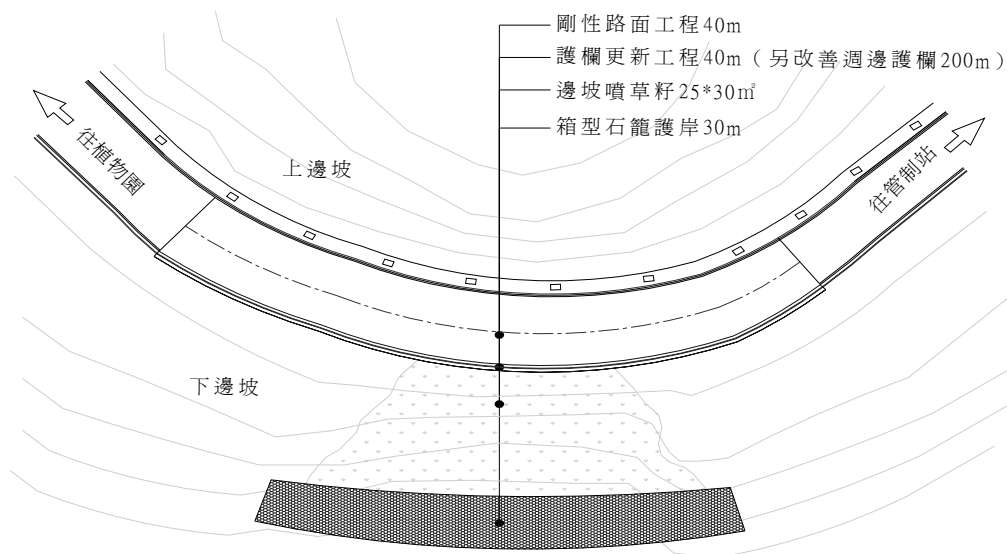 剛性路面工程40m
護欄更新工程40m（另改善週邊護欄200m）
邊坡噴草籽25*30㎡
箱型石籠護岸30m
往植物園
上邊坡
往管制站
下邊坡